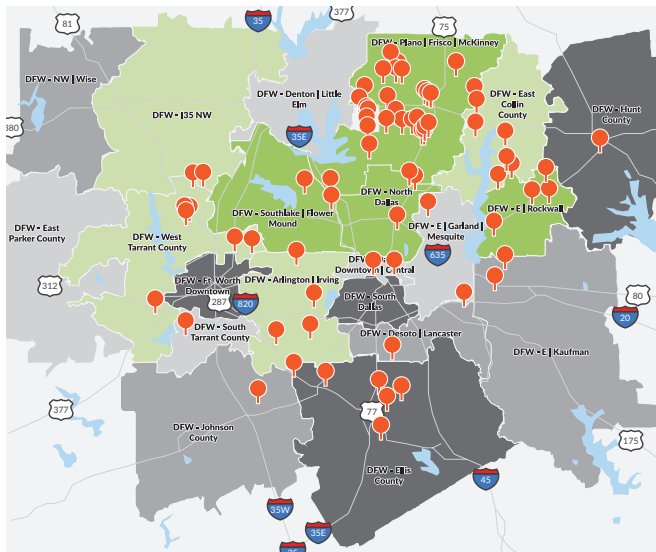 377
35
81
75
DFW - Plano | Frisco | McKinney
DFW - NW | Wise
DFW - Denton | Little
Elm
DFW - East
Collin
County
DFW - I35 NW
DFW - Hunt
County
380
35E
DFW - North
Dallas
DFW - Southlake | Flower
Mound
DFW - E | Rockwall
DFW - E | Garland |
Mesquite
DFW - East
Parker County
DFW - West
Tarrant County
635
Downtown | Central
DFW - Ft. Worth
Downtown
DFW - Arlington | Irving
312
287
820
80
DFW - South
Dallas
20
DFW - South
Tarrant County
DFW - Desoto | Lancaster
DFW - E | Kaufman
377
77
DFW - Johnson
County
175
DFW - Ellis
County
45
35W
35E
35